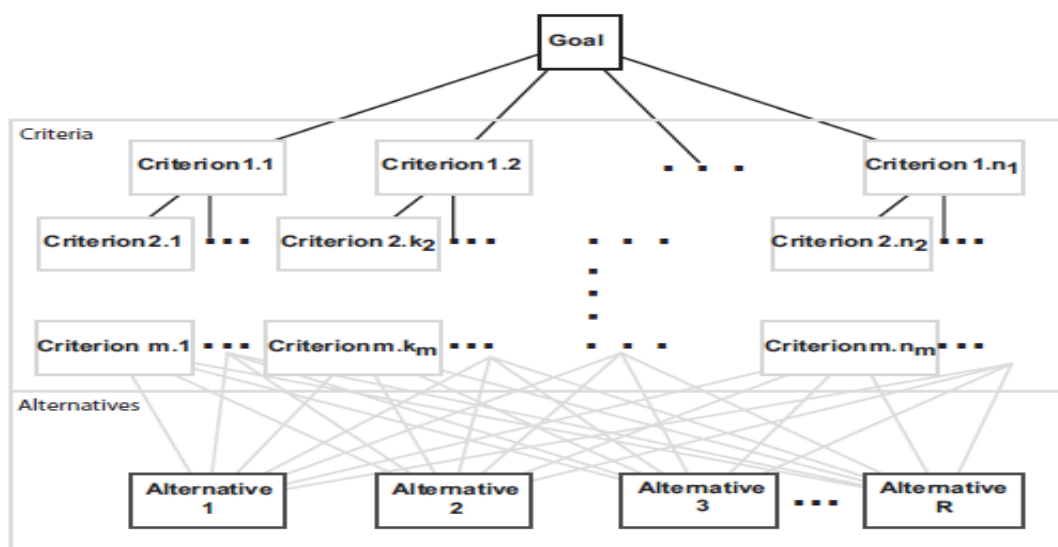 Goal
Criteria
Criterion 1.1
Criterion 1.2
. . .
Criterion 1.n1
Criterion 2.1 ...
Criterion 2.k2 ...
. . .
Criterion 2.n2 ...
Criterion m.1 ...
Criterion m.km ...
. . .
Criterion m.nm ...
Alternatives
Alternative
1
Alternative
2
Alternative
3
...
Alternative
R